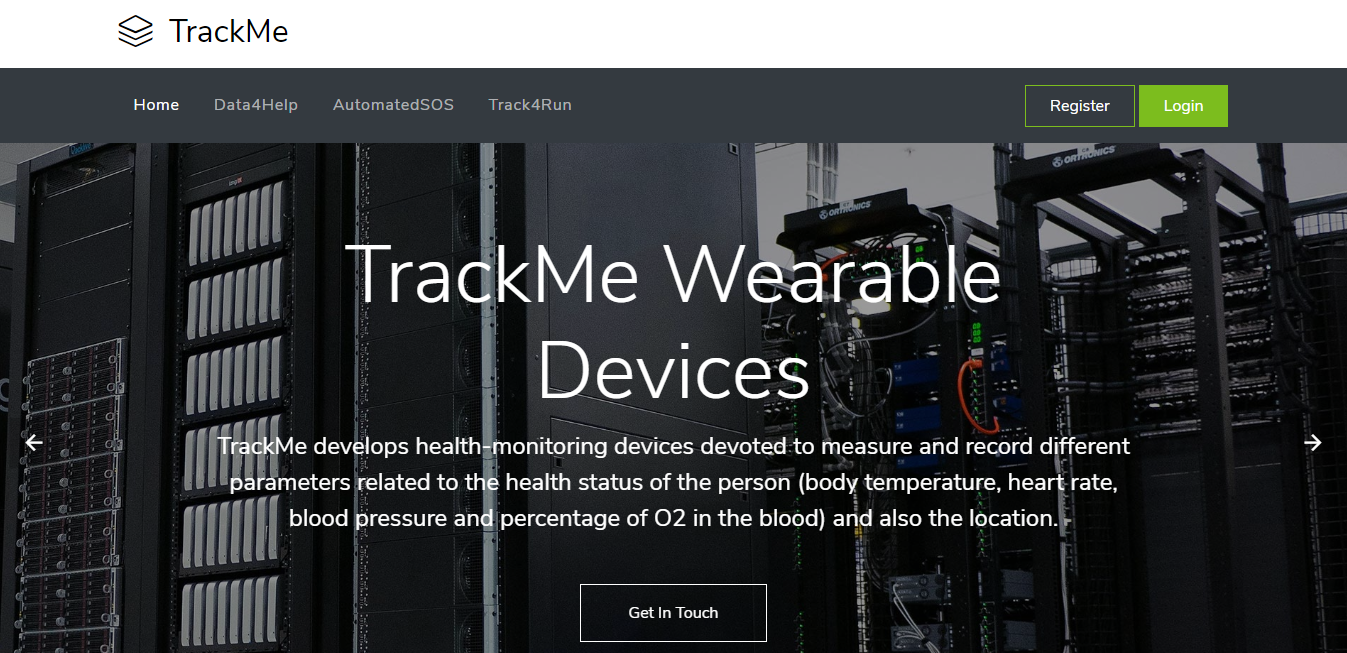 TrackMe
Home Data4Help AutomatedSOS Track4Run Register Login
ORTRONICS
ORTRONICS
TrackMe Wearable
Devices
TrackMe develops health-monitoring devices devoted to measure and record different
parameters related to the health status of the person (body temperature, heart rate,
blood pressure and percentage of O2 in the blood) and also the location.
Get In Touch